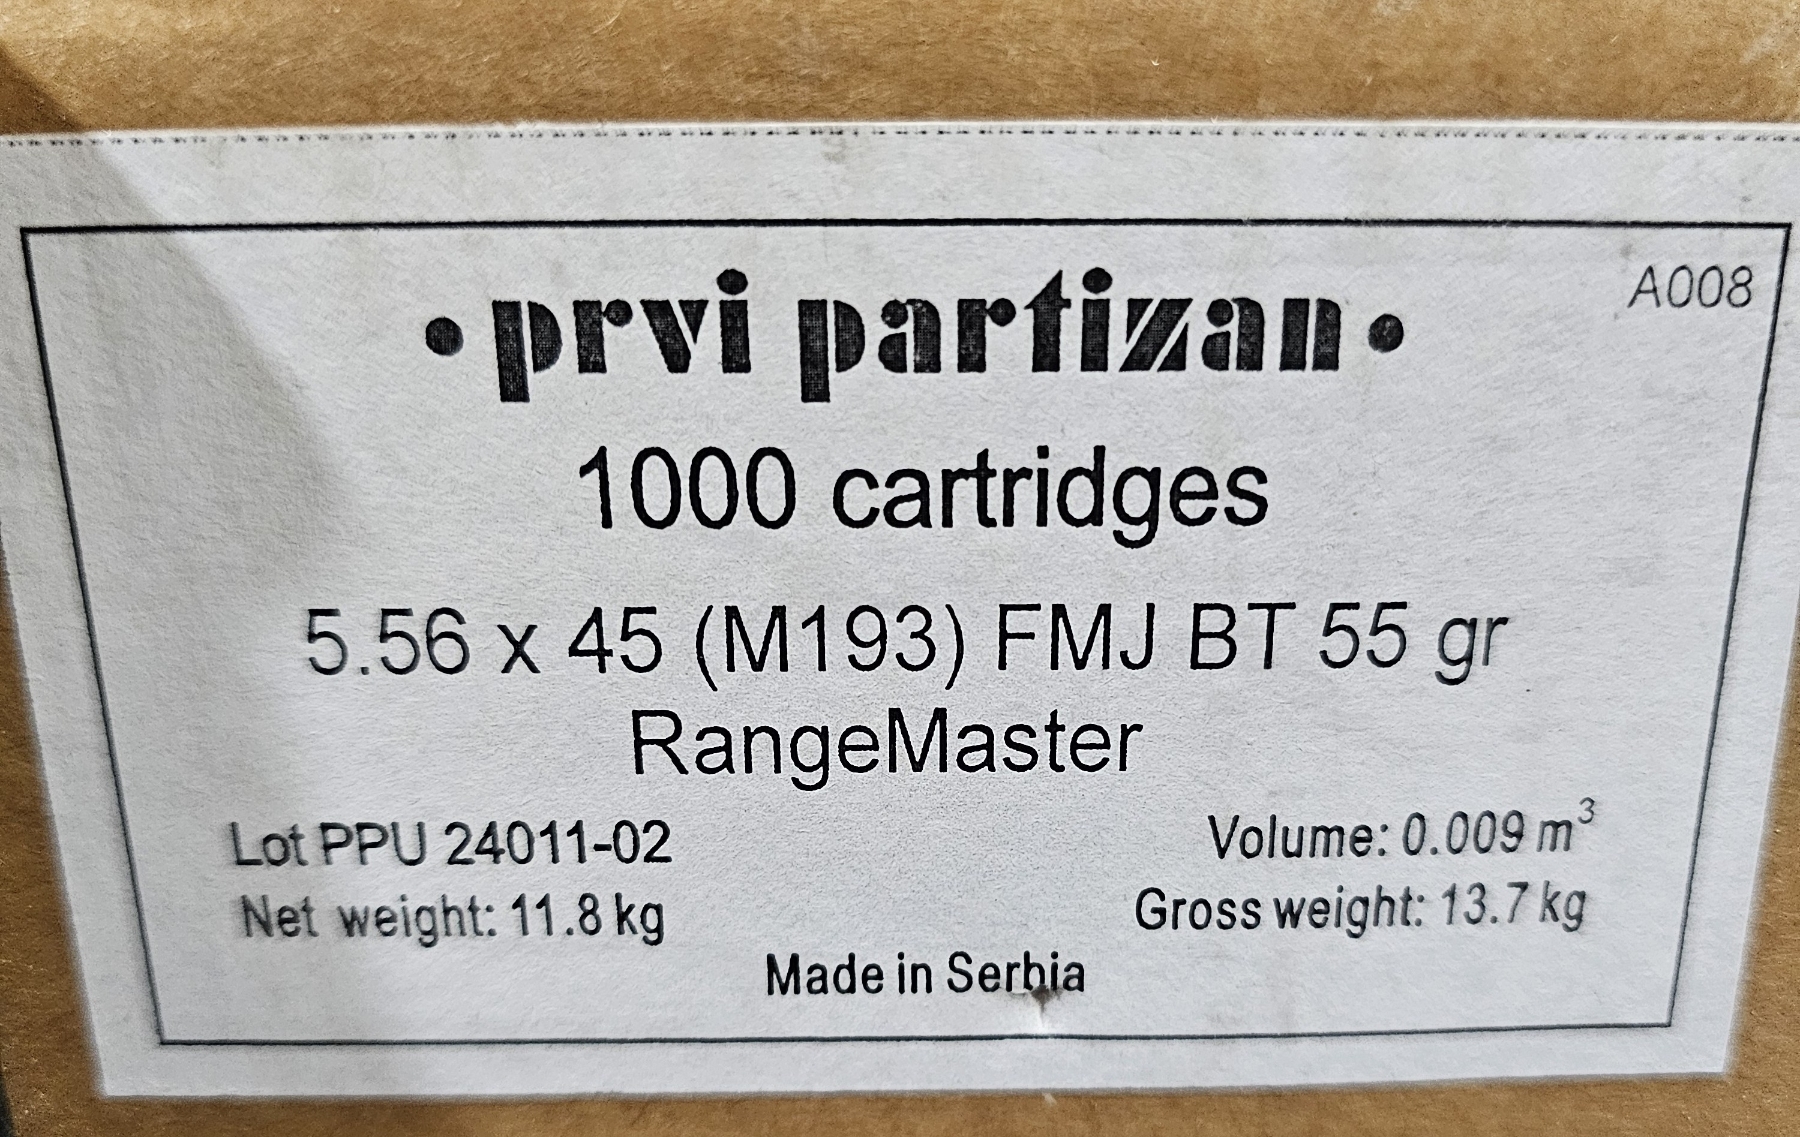 A008
• prvi partizan •
1000 cartridges
5.56 x 45 (M193) FMJ BT 55 gr
RangeMaster
Lot PPU 24011-02
Volume: 0.009 m³
Net weight: 11.8 kg
Gross weight: 13.7 kg
Made in Serbia